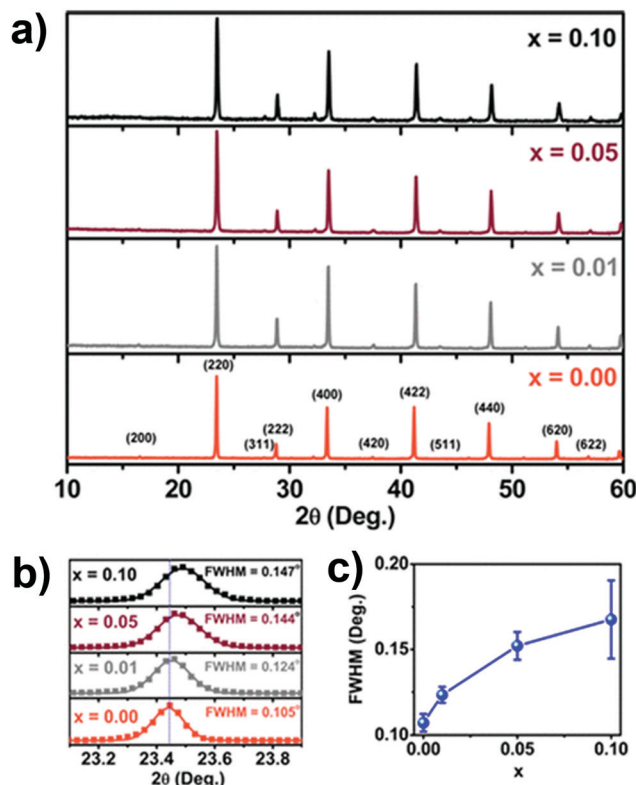 a)
x = 0.10
x = 0.05
x = 0.01
x = 0.00
(200)
(220)
(311)
(222)
(400)
(420)
(422)
(511)
(440)
(620)
(622)
10 20 30 40 50 60
2θ (Deg.)
b)
x = 0.10 FWHM = 0.147°
x = 0.05 FWHM = 0.144°
x = 0.01 FWHM = 0.124°
x = 0.00 FWHM = 0.105°
23.2 23.4 23.6 23.8
2θ (Deg.)
c)
FWHM (Deg.)
0.20
0.15
0.10
0.00 0.05 0.10
x